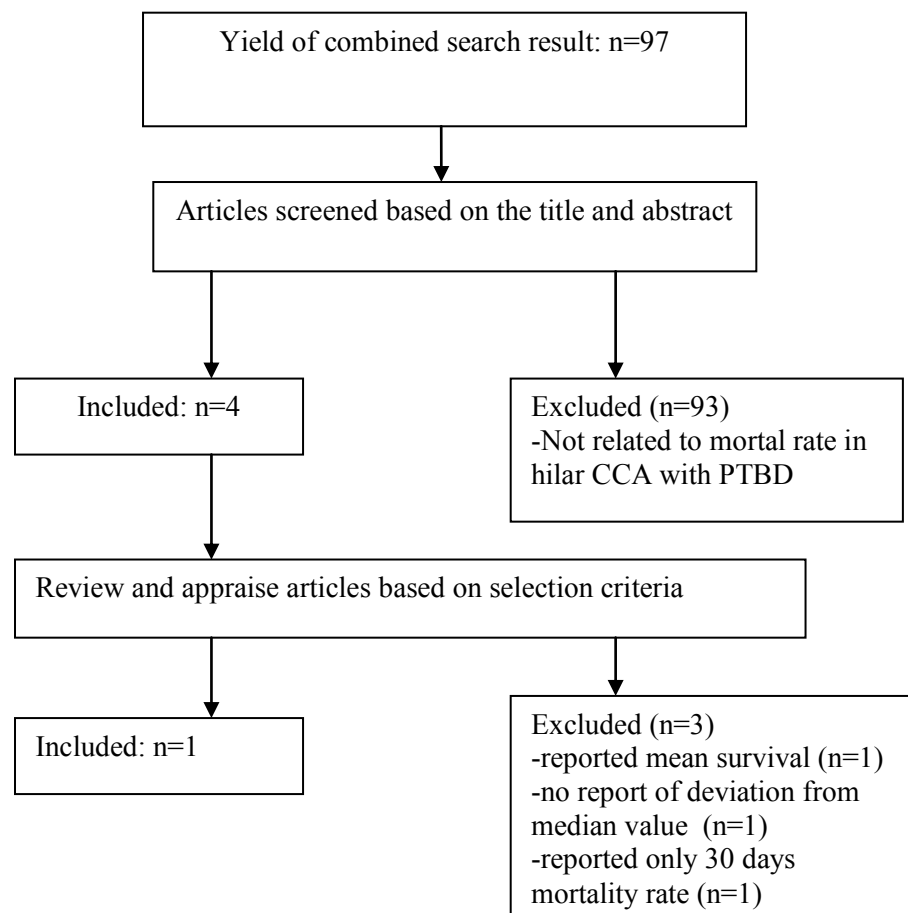 Yield of combined search result: n=97
Articles screened based on the title and abstract
Included: n=4
Excluded (n=93)
-Not related to mortal rate in
hilar CCA with PTBD
Review and appraise articles based on selection criteria
Included: n=1
Excluded (n=3)
-reported mean survival (n=1)
-no report of deviation from
median value (n=1)
-reported only 30 days
mortality rate (n=1)